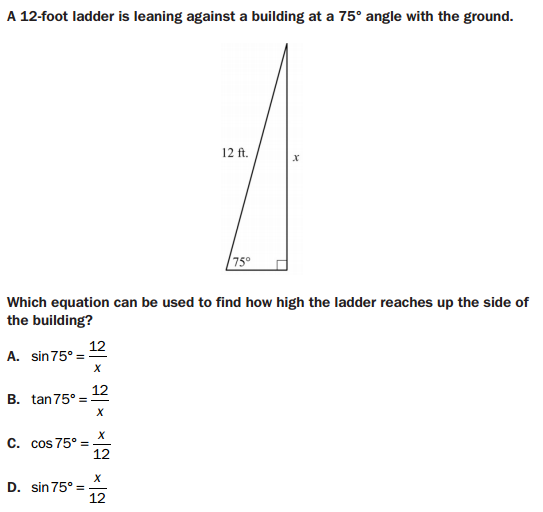 A 12-foot ladder is leaning against a building at a 75° angle with the ground.
12 ft.
x
75°
Which equation can be used to find how high the ladder reaches up the side of
the building?
A. sin 75° = 12/x
B. tan 75° = 12/x
C. cos 75° = x/12
D. sin 75° = x/12